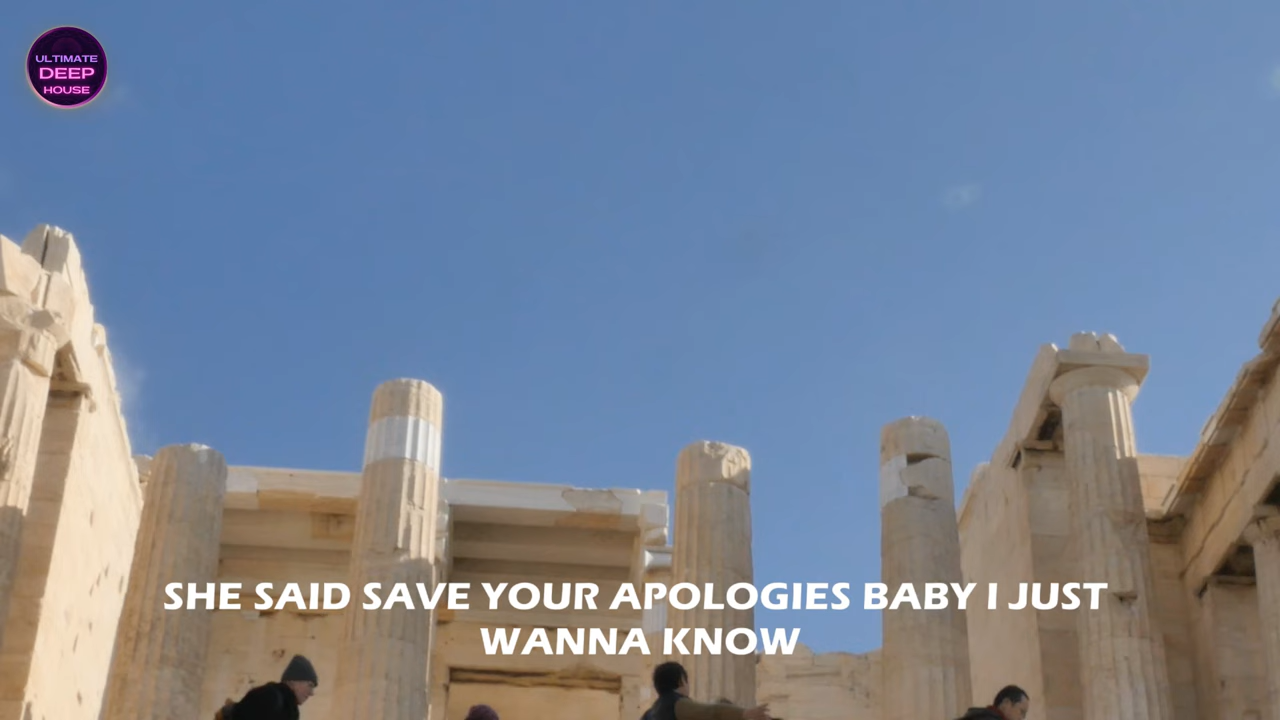 ULTIMATE
DEEP
HOUSE
SHE SAID SAVE YOUR APOLOGIES BABY I JUST
WANNA KNOW